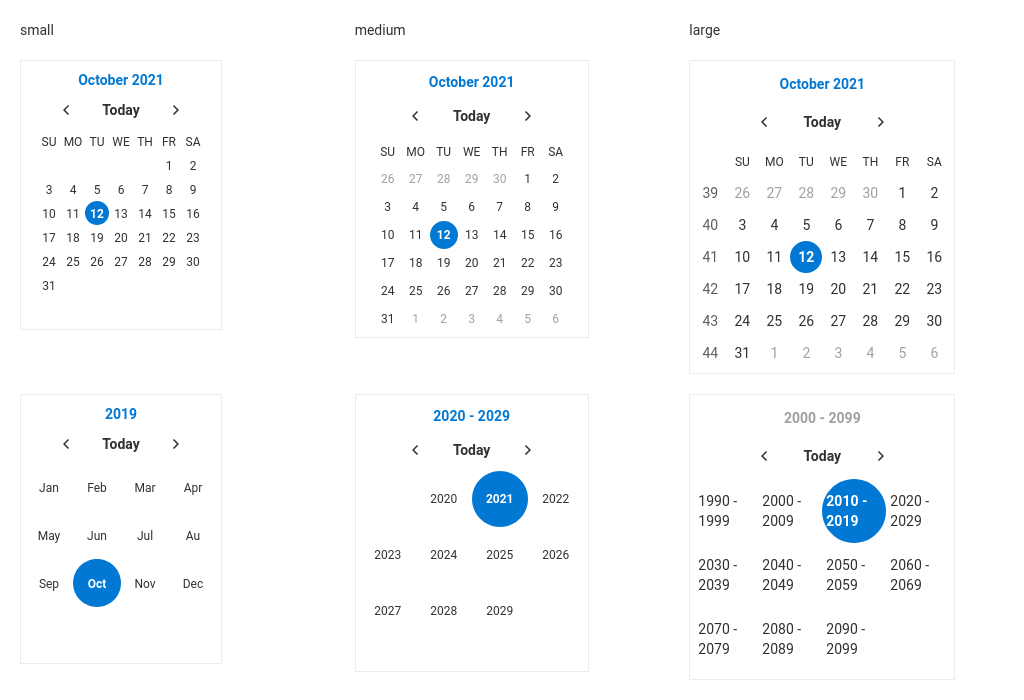 small
medium
large
October 2021
Today
SU MO TU WE TH FR SA
1 2
3 4 5 6 7 8 9
10 11 12 13 14 15 16
17 18 19 20 21 22 23
24 25 26 27 28 29 30
31
October 2021
Today
SU MO TU WE TH FR SA
26 27 28 29 30 1 2
3 4 5 6 7 8 9
10 11 12 13 14 15 16
17 18 19 20 21 22 23
24 25 26 27 28 29 30
31 1 2 3 4 5 6
October 2021
Today
SU MO TU WE TH FR SA
39 26 27 28 29 30 1 2
40 3 4 5 6 7 8 9
41 10 11 12 13 14 15 16
42 17 18 19 20 21 22 23
43 24 25 26 27 28 29 30
44 31 1 2 3 4 5 6
2019
Today
Jan Feb Mar Apr
May Jun Jul Au
Sep Oct Nov Dec
2020 - 2029
Today
2020 2021 2022
2023 2024 2025 2026
2027 2028 2029
2000 - 2099
Today
1990 - 2000 - 2010 - 2020 -
1999 2009 2019 2029
2030 - 2040 - 2050 - 2060 -
2039 2049 2059 2069
2070 - 2080 - 2090 -
2079 2089 2099